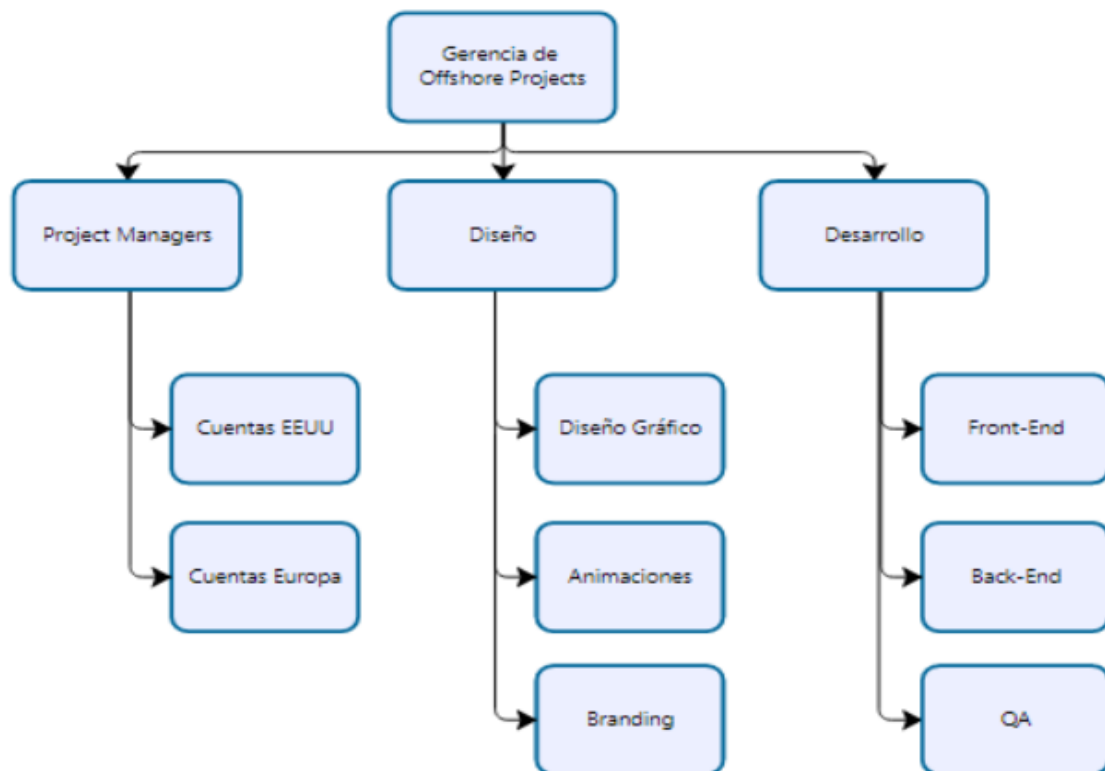 Gerencia de
Offshore Projects
Project Managers
Diseño
Desarrollo
Cuentas EEUU
Diseño Gráfico
Front-End
Cuentas Europa
Animaciones
Back-End
Branding
QA